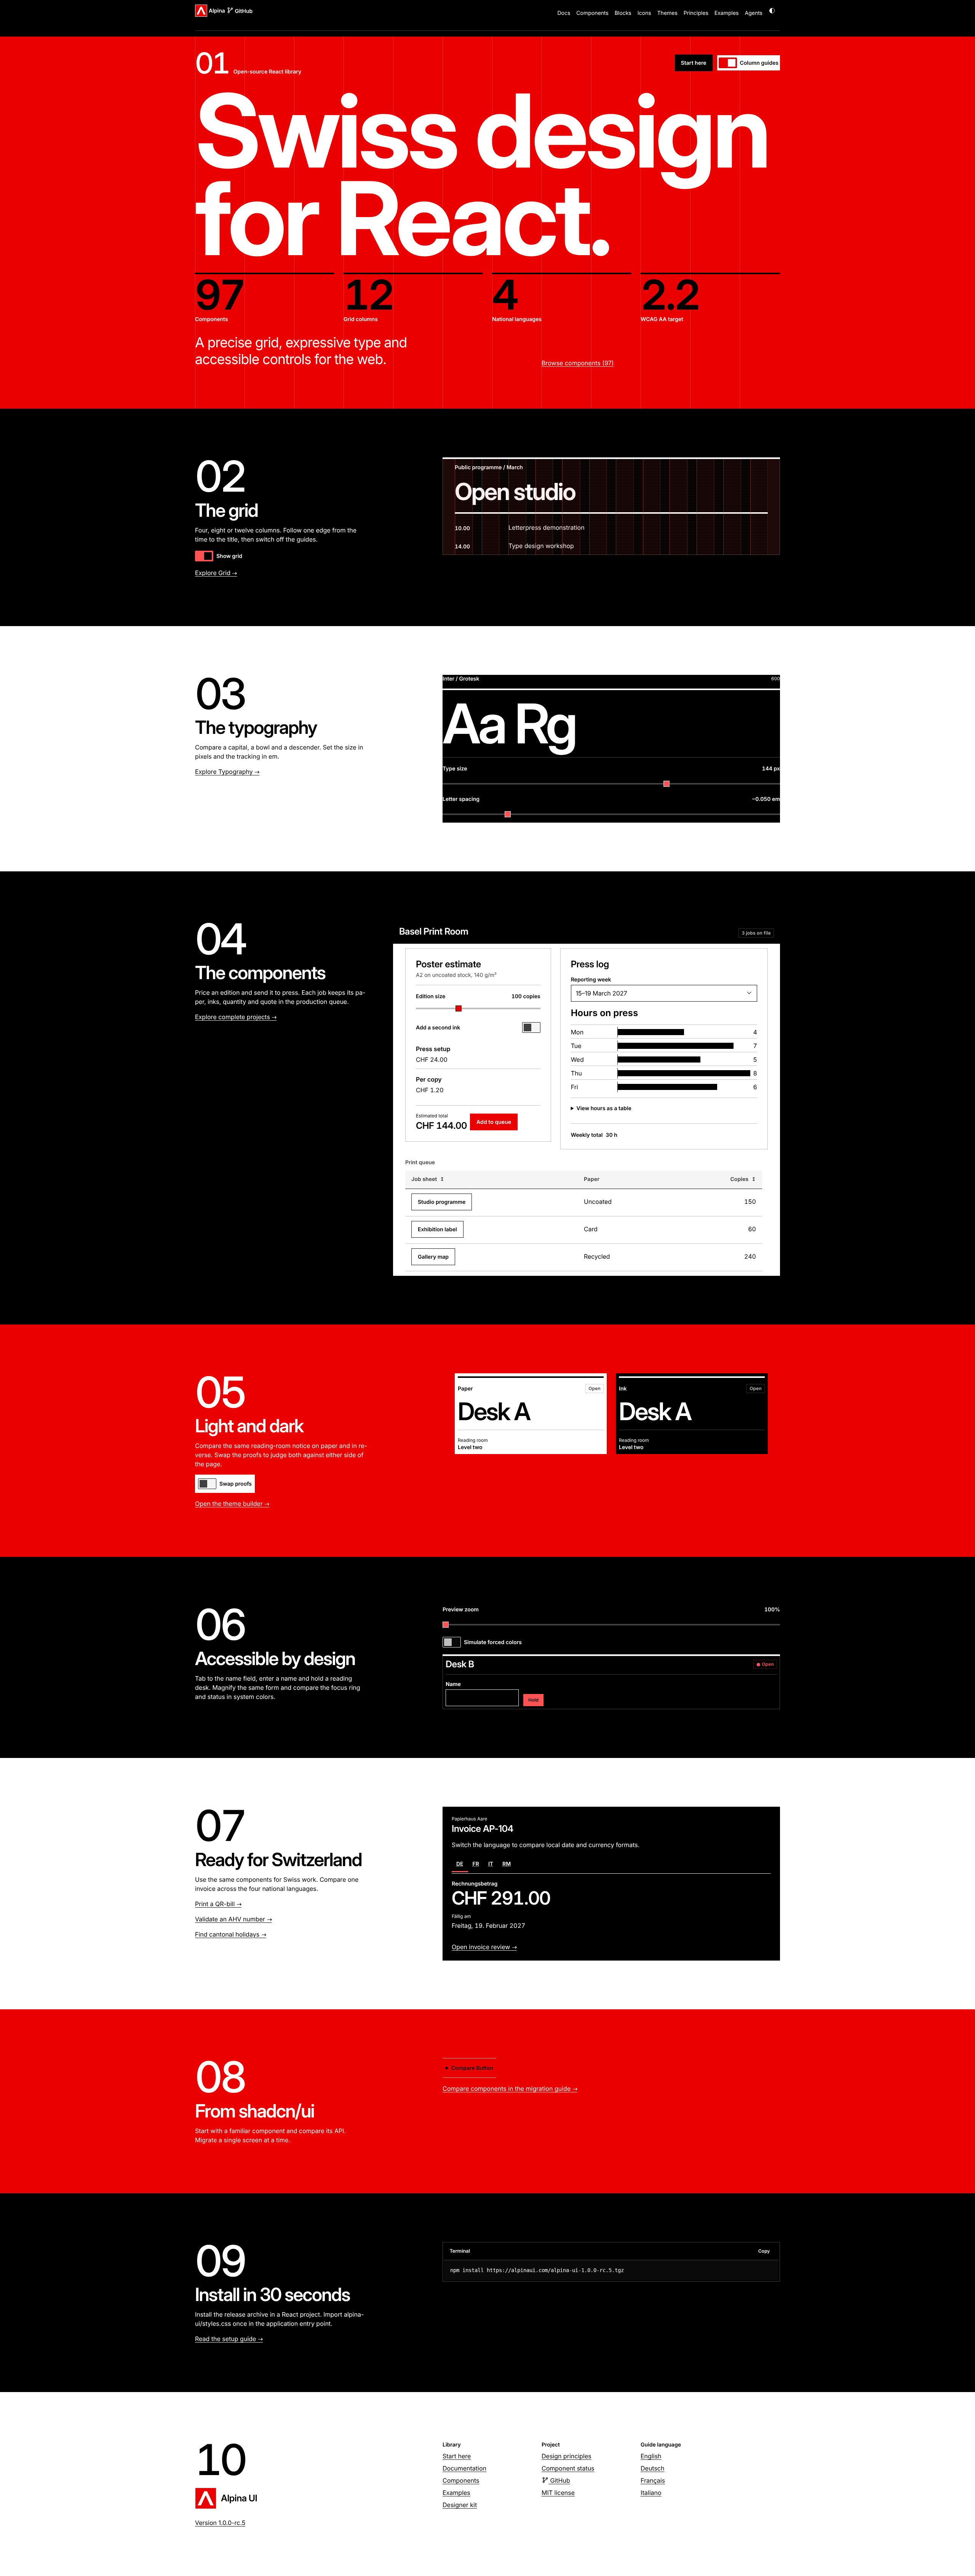 Alpina GitHub
Docs Components Blocks Icons Themes Principles Examples Agents
01 Open-source React library
Start here
Column guides
Swiss design
for React.
97
Components
12
Grid columns
4
National languages
2.2
WCAG AA target
A precise grid, expressive type and
accessible controls for the web.
Browse components (97)
02
The grid
Four, eight or twelve columns. Follow one edge from the
time to the title, then switch off the guides.
Show grid
Explore Grid →
Public programme / March
Open studio
10.00 Letterpress demonstration
14.00 Type design workshop
03
The typography
Compare a capital, a bowl and a descender. Set the size in
pixels and the tracking in em.
Explore Typography →
Inter / Grotesk 600
Aa Rg
Type size 144 px
Letter spacing −0.050 em
04
The components
Price an edition and send it to press. Each job keeps its pa-
per, inks, quantity and quote in the production queue.
Explore complete projects →
Basel Print Room
3 jobs on file
Poster estimate
A2 on uncoated stock, 140 g/m²
Edition size 100 copies
Add a second ink
Press setup
CHF 24.00
Per copy
CHF 1.20
Estimated total
CHF 144.00
Add to queue
Press log
Reporting week
15–19 March 2027
Hours on press
Mon 4
Tue 7
Wed 5
Thu 8
Fri 6
View hours as a table
Weekly total 30 h
Print queue
Job sheet Paper Copies
Studio programme Uncoated 150
Exhibition label Card 60
Gallery map Recycled 240
05
Light and dark
Compare the same reading-room notice on paper and in re-
verse. Swap the proofs to judge both against either side of
the page.
Swap proofs
Open the theme builder →
Paper Open
Desk A
Reading room
Level two
Ink Open
Desk A
Reading room
Level two
06
Accessible by design
Tab to the name field, enter a name and hold a reading
desk. Magnify the same form and compare the focus ring
and status in system colors.
Preview zoom 100%
Simulate forced colors
Desk B Open
Name
Hold
07
Ready for Switzerland
Use the same components for Swiss work. Compare one
invoice across the four national languages.
Print a QR-bill →
Validate an AHV number →
Find cantonal holidays →
Papierhaus Aare
Invoice AP-104
Switch the language to compare local date and currency formats.
DE FR IT RM
Rechnungsbetrag
CHF 291.00
Fällig am
Freitag, 19. Februar 2027
Open invoice review →
08
From shadcn/ui
Start with a familiar component and compare its API.
Migrate a single screen at a time.
Compare Button
Compare components in the migration guide →
09
Install in 30 seconds
Install the release archive in a React project. Import alpina-
ui/styles.css once in the application entry point.
Read the setup guide →
Terminal Copy
npm install https://alpinaui.com/alpina-ui-1.0.0-rc.5.tgz
10
Alpina UI
Version 1.0.0-rc.5
Library
Start here
Documentation
Components
Examples
Designer kit
Project
Design principles
Component status
GitHub
MIT license
Guide language
English
Deutsch
Français
Italiano